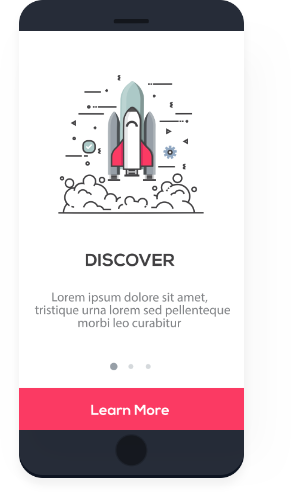 DISCOVER
Lorem ipsum dolore sit amet,
tristique urna lorem sed pellenteque
morbi leo curabitur
Learn More